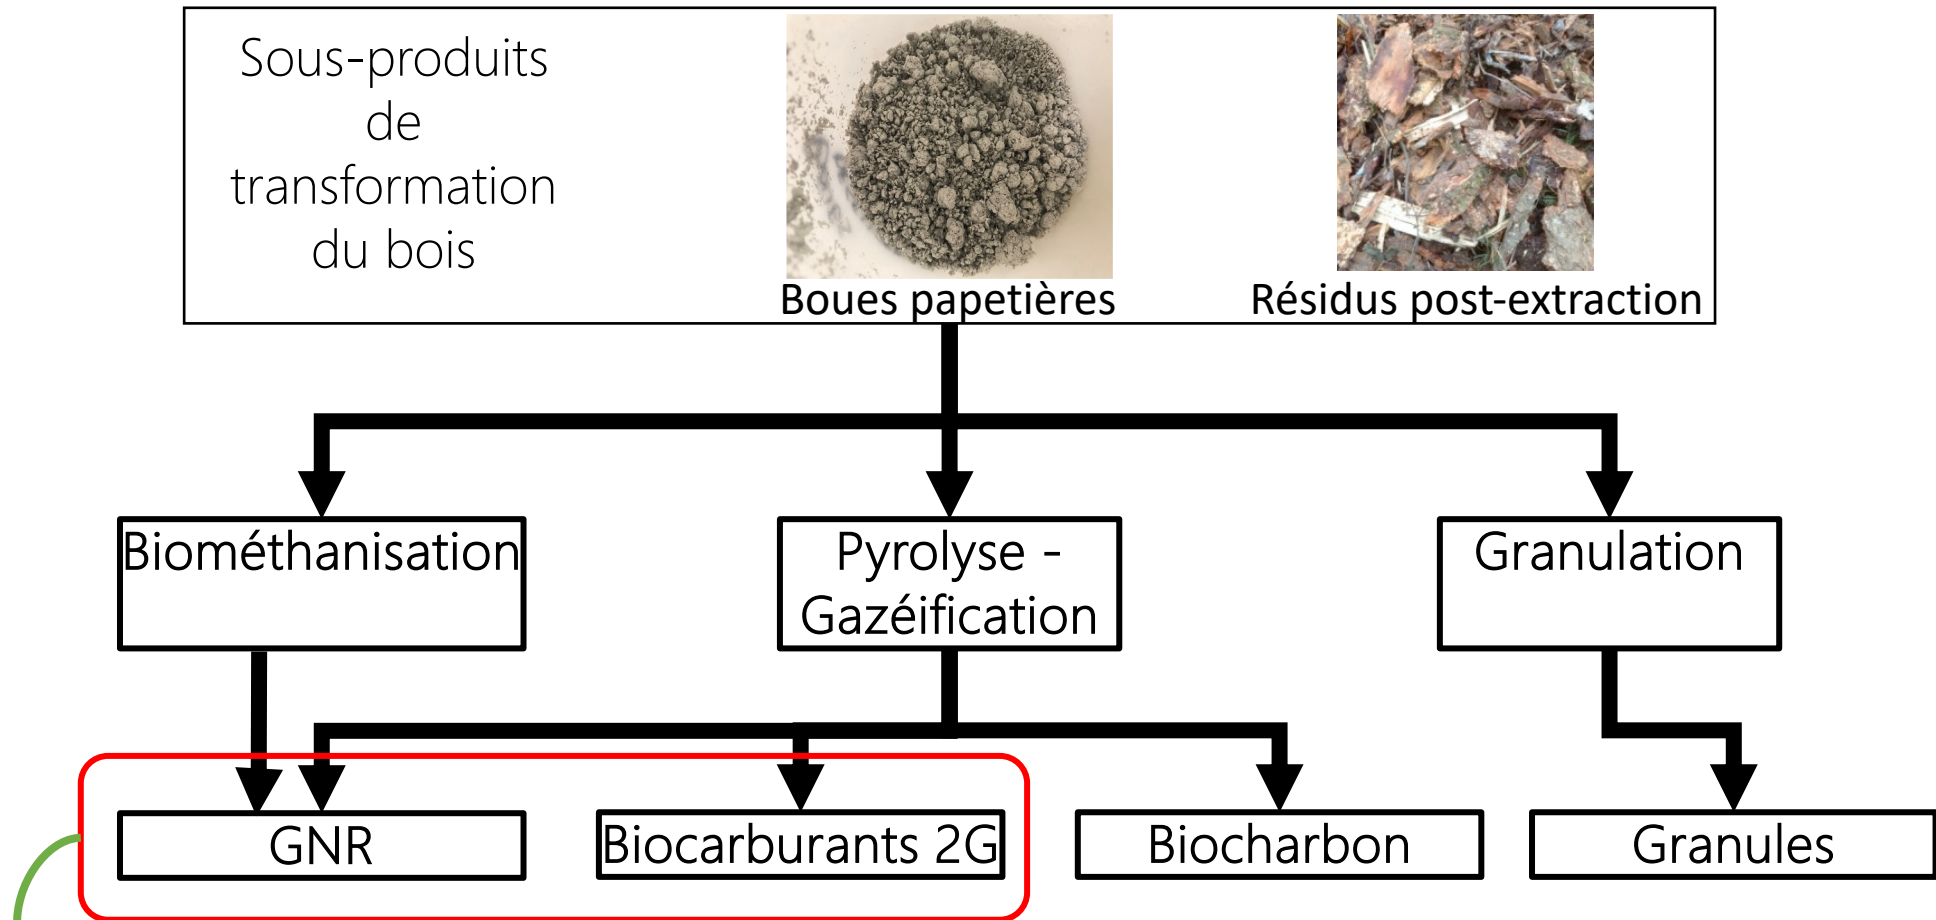 Sous-produits
de
transformation
du bois
Boues papetières
Résidus post-extraction
Biométhanisation
Pyrolyse -
Gazéification
Granulation
GNR
Biocarburants 2G
Biocharbon
Granules